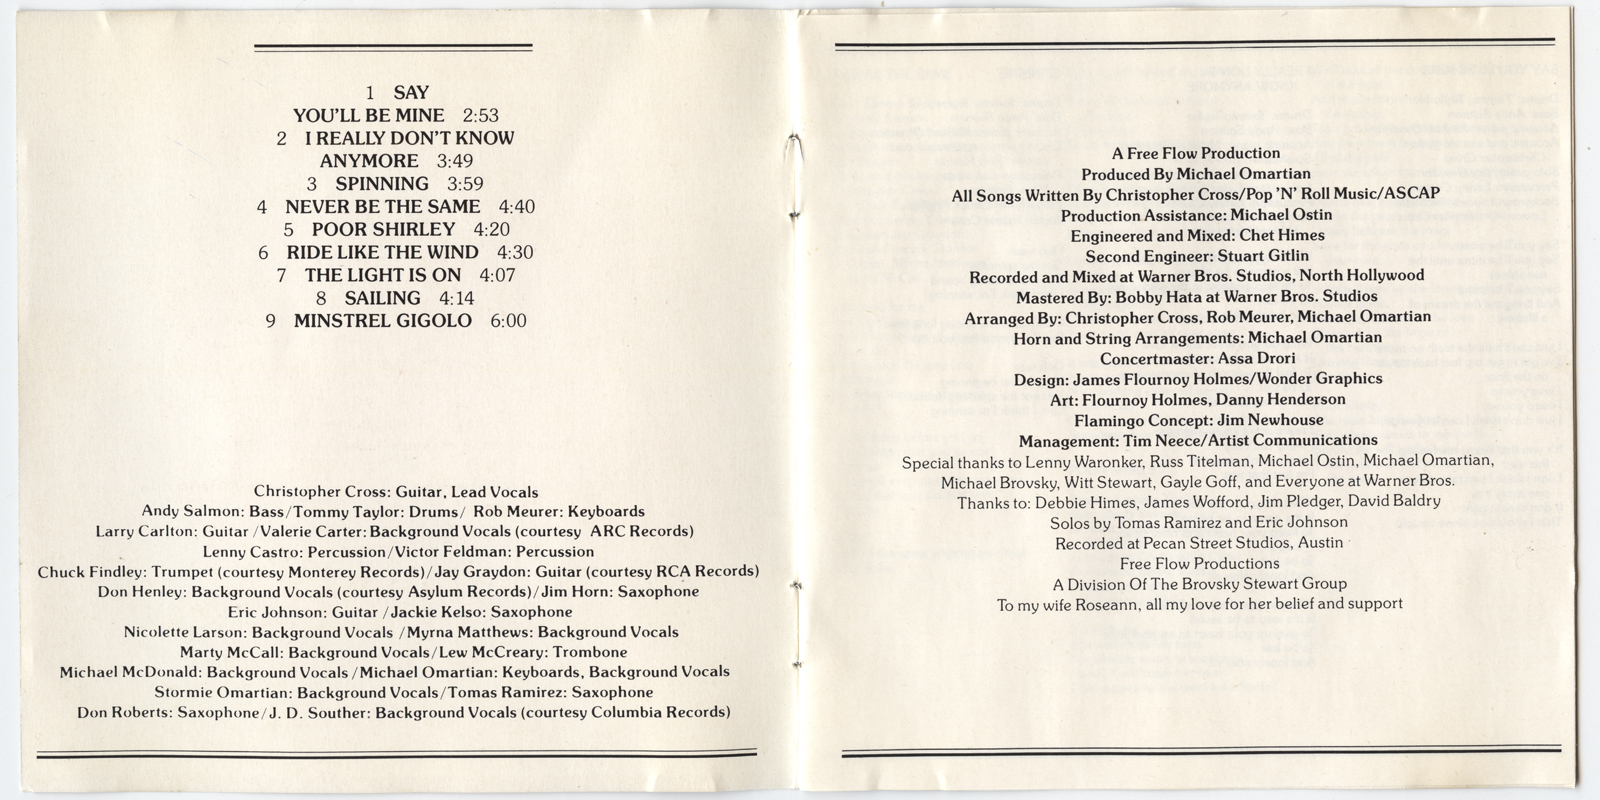 1 SAY
YOU'LL BE MINE 2:53
2 I REALLY DON'T KNOW
ANYMORE 3:49
3 SPINNING 3:59
4 NEVER BE THE SAME 4:40
5 POOR SHIRLEY 4:20
6 RIDE LIKE THE WIND 4:30
7 THE LIGHT IS ON 4:07
8 SAILING 4:14
9 MINSTREL GIGOLO 6:00
Christopher Cross: Guitar, Lead Vocals
Andy Salmon: Bass/Tommy Taylor: Drums/ Rob Meurer: Keyboards
Larry Carlton: Guitar /Valerie Carter: Background Vocals (courtesy ARC Records)
Lenny Castro: Percussion/Victor Feldman: Percussion
Chuck Findley: Trumpet (courtesy Monterey Records)/Jay Graydon: Guitar (courtesy RCA Records)
Don Henley: Background Vocals (courtesy Asylum Records)/Jim Horn: Saxophone
Eric Johnson: Guitar /Jackie Kelso: Saxophone
Nicolette Larson: Background Vocals /Myrna Matthews: Background Vocals
Marty McCall: Background Vocals/Lew McCreary: Trombone
Michael McDonald: Background Vocals /Michael Omartian: Keyboards, Background Vocals
Stormie Omartian: Background Vocals/Tomas Ramirez: Saxophone
Don Roberts: Saxophone/J. D. Souther: Background Vocals (courtesy Columbia Records)
A Free Flow Production
Produced By Michael Omartian
All Songs Written By Christopher Cross/Pop 'N' Roll Music/ASCAP
Production Assistance: Michael Ostin
Engineered and Mixed: Chet Himes
Second Engineer: Stuart Gitlin
Recorded and Mixed at Warner Bros. Studios, North Hollywood
Mastered By: Bobby Hata at Warner Bros. Studios
Arranged By: Christopher Cross, Rob Meurer, Michael Omartian
Horn and String Arrangements: Michael Omartian
Concertmaster: Assa Drori
Design: James Flournoy Holmes/Wonder Graphics
Art: Flournoy Holmes, Danny Henderson
Flamingo Concept: Jim Newhouse
Management: Tim Neece/Artist Communications
Special thanks to Lenny Waronker, Russ Titelman, Michael Ostin, Michael Omartian,
Michael Brovsky, Witt Stewart, Gayle Goff, and Everyone at Warner Bros.
Thanks to: Debbie Himes, James Wofford, Jim Pledger, David Baldry
Solos by Tomas Ramirez and Eric Johnson
Recorded at Pecan Street Studios, Austin
Free Flow Productions
A Division Of The Brovsky Stewart Group
To my wife Roseann, all my love for her belief and support